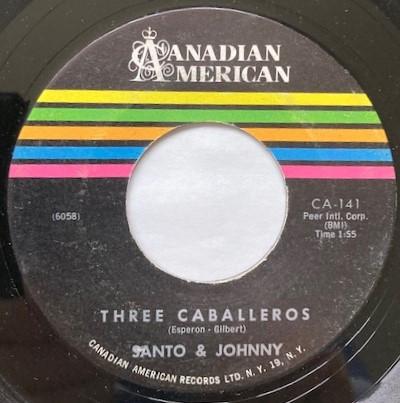 CANADIAN
AMERICAN
(6058)
CA-141
Peer Intl. Corp.
(BMI)
Time 1:55
THREE CABALLEROS
(Esperon - Gilbert)
SANTO & JOHNNY
CANADIAN AMERICAN RECORDS LTD. N.Y. 19, N.Y.